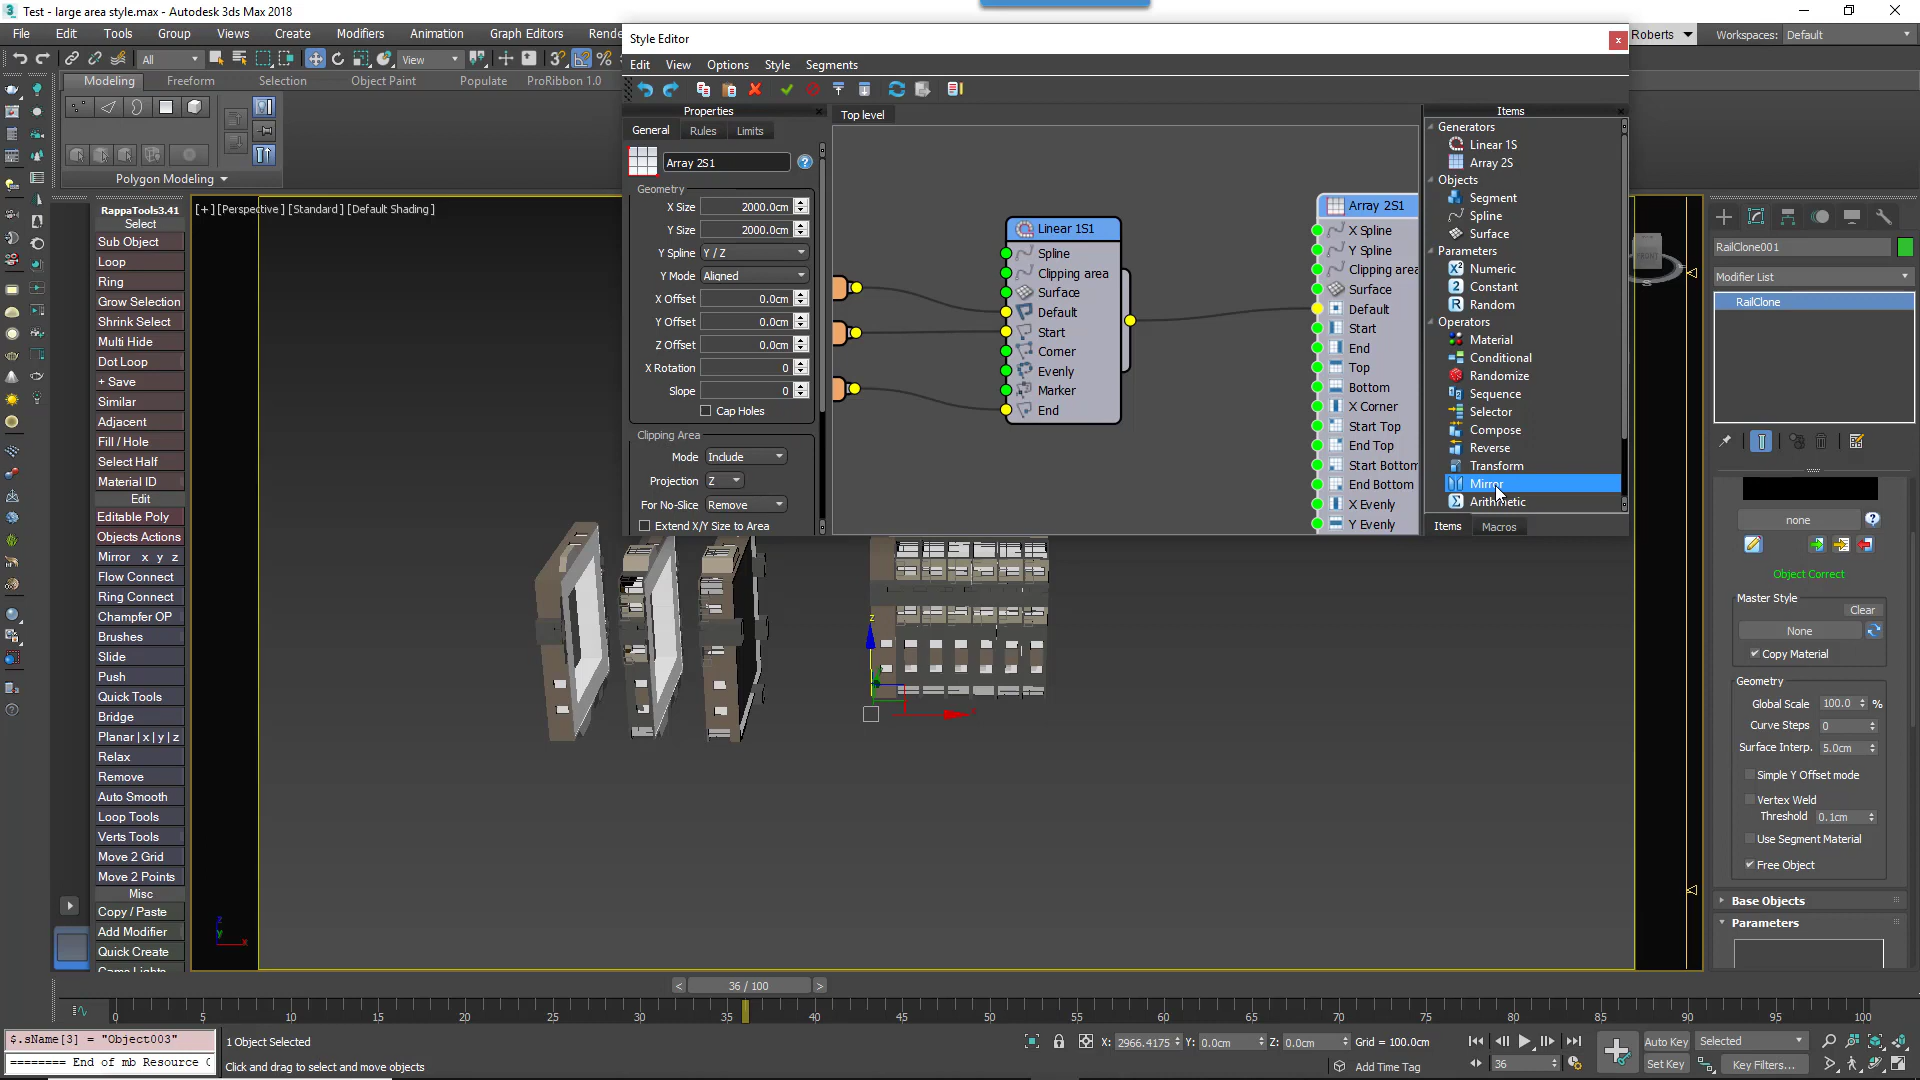 Test - large area style.max - Autodesk 3ds Max 2018
File Edit Tools Group Views Create Modifiers Animation Graph Editors Rende
Roberts Workspaces: Default
All View
Modeling Freeform Selection Object Paint Populate ProRibbon 1.0
Polygon Modeling
Style Editor
Edit View Options Style Segments
Properties
General Rules Limits
Array 2S1
Geometry
X Size 2000.0cm
Y Size 2000.0cm
Y Spline Y / Z
Y Mode Aligned
X Offset 0.0cm
Y Offset 0.0cm
Z Offset 0.0cm
X Rotation 0
Slope 0
Cap Holes
Clipping Area
Mode Include
Projection Z
For No-Slice Remove
Extend X/Y Size to Area
Top level
Linear 1S1
Spline
Clipping area
Surface
Default
Start
Corner
Evenly
Marker
End
Array 2S1
X Spline
Y Spline
Clipping area
Surface
Default
Start
End
Top
Bottom
X Corner
Start Top
End Top
Start Bottom
End Bottom
X Evenly
Y Evenly
Items
Generators
Linear 1S
Array 2S
Objects
Segment
Spline
Surface
Parameters
Numeric
Constant
Random
Operators
Material
Conditional
Randomize
Sequence
Selector
Compose
Reverse
Transform
Mirror
Arithmetic
Items Macros
RappaTools3.41
Select
Sub Object
Loop
Ring
Grow Selection
Shrink Select
Multi Hide
Dot Loop
+ Save
Similar
Adjacent
Fill / Hole
Select Half
Material ID
Edit
Editable Poly
Objects Actions
Mirror x y z
Flow Connect
Ring Connect
Champfer OP
Brushes
Slide
Push
Quick Tools
Bridge
Planar | x | y | z
Relax
Remove
Auto Smooth
Loop Tools
Verts Tools
Move 2 Grid
Move 2 Points
Misc
Copy / Paste
Add Modifier
Quick Create
[+] [Perspective ] [Standard ] [Default Shading ]
z
x
z
y
FRONT
RailClone001
Modifier List
RailClone
none
Object Correct
Master Style
Clear
None
Copy Material
Geometry
Global Scale 100.0 %
Curve Steps 0
Surface Interp. 5.0cm
Simple Y Offset mode
Vertex Weld
Threshold 0.1cm
Use Segment Material
Free Object
Base Objects
Parameters
< 36 / 100 >
0 5 10 15 20 25 30 35 40 45 50 55 60 65 70 75 80 85 90 95 100
$.sName[3] = "Object003"
======== End of mb Resource C
1 Object Selected
Click and drag to select and move objects
X: 2966.4175 Y: 0.0cm Z: 0.0cm Grid = 100.0cm
Add Time Tag
36
Auto Key Selected
Set Key Key Filters...